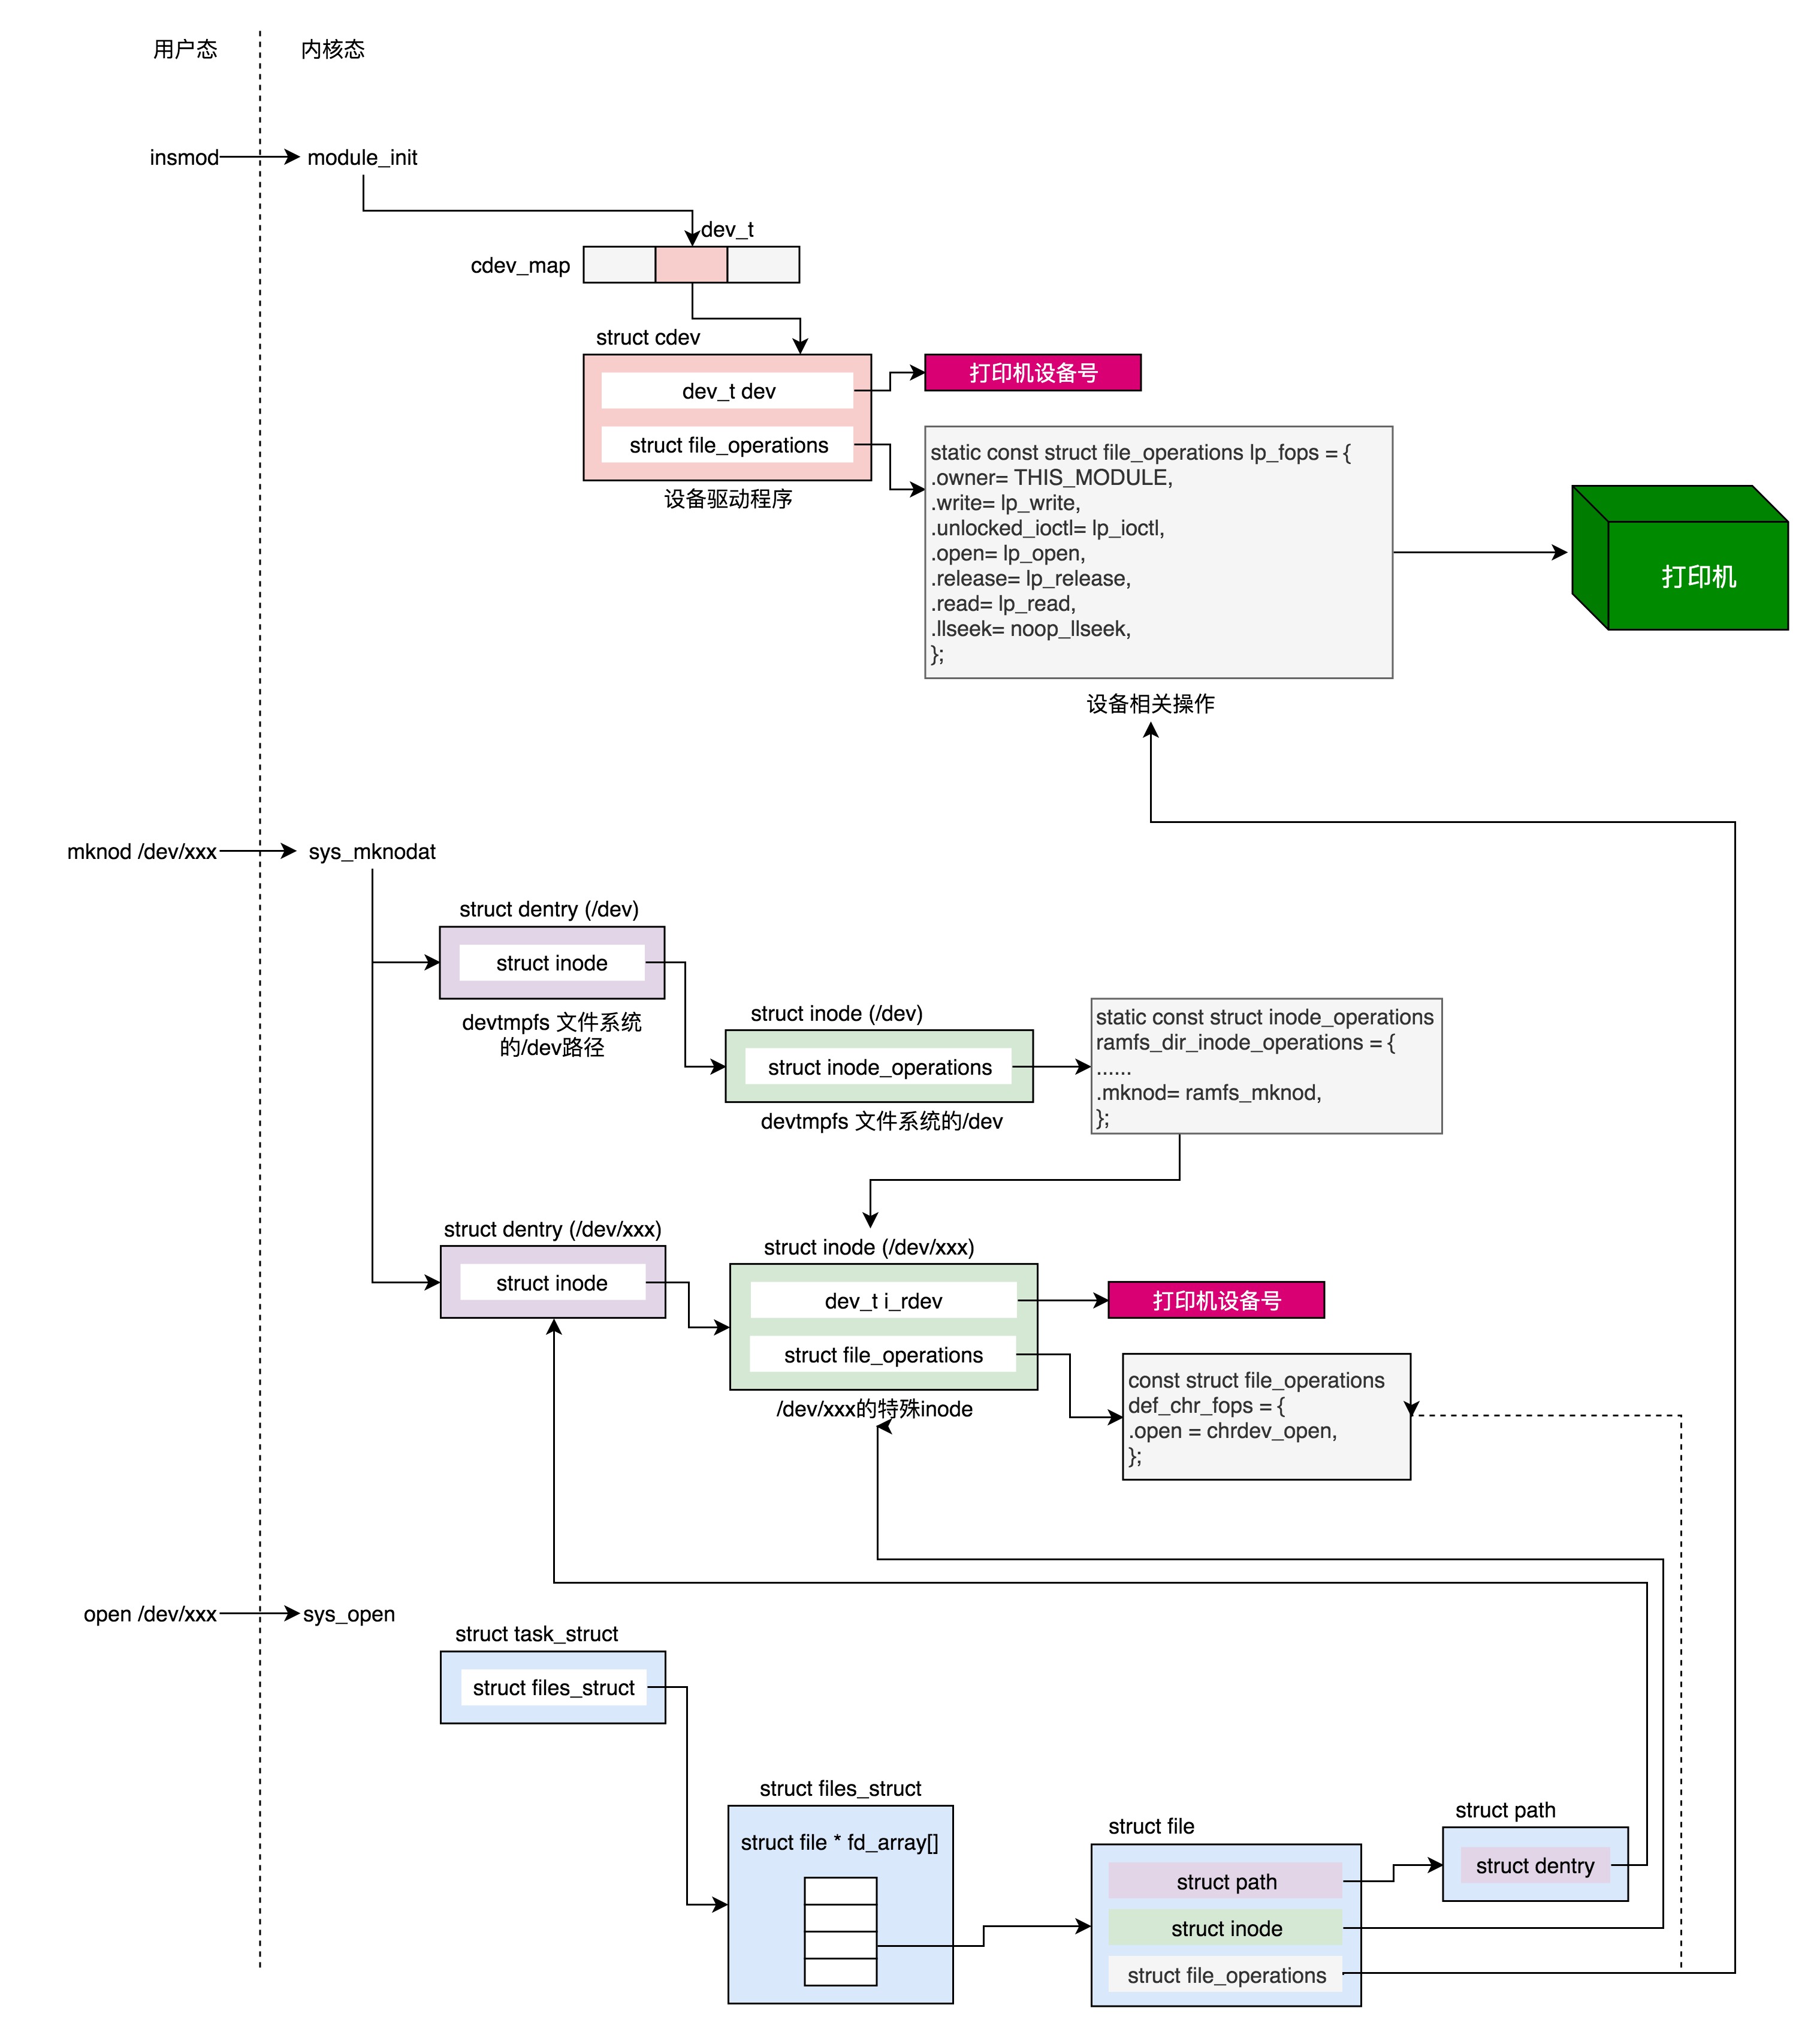 用户态
内核态
insmod
module_init
dev_t
cdev_map
struct cdev
dev_t dev
打印机设备号
struct file_operations
设备驱动程序
static const struct file_operations lp_fops = {
.owner= THIS_MODULE,
.write= lp_write,
.unlocked_ioctl= lp_ioctl,
.open= lp_open,
.release= lp_release,
.read= lp_read,
.llseek= noop_llseek,
};
打印机
设备相关操作
mknod /dev/xxx
sys_mknodat
struct dentry (/dev)
struct inode
devtmpfs 文件系统
的/dev路径
struct inode (/dev)
struct inode_operations
devtmpfs 文件系统的/dev
static const struct inode_operations
ramfs_dir_inode_operations = {
......
.mknod= ramfs_mknod,
};
struct dentry (/dev/xxx)
struct inode
struct inode (/dev/xxx)
dev_t i_rdev
打印机设备号
struct file_operations
/dev/xxx的特殊inode
const struct file_operations
def_chr_fops = {
.open = chrdev_open,
};
open /dev/xxx
sys_open
struct task_struct
struct files_struct
struct files_struct
struct file * fd_array[]
struct file
struct path
struct inode
struct file_operations
struct path
struct dentry